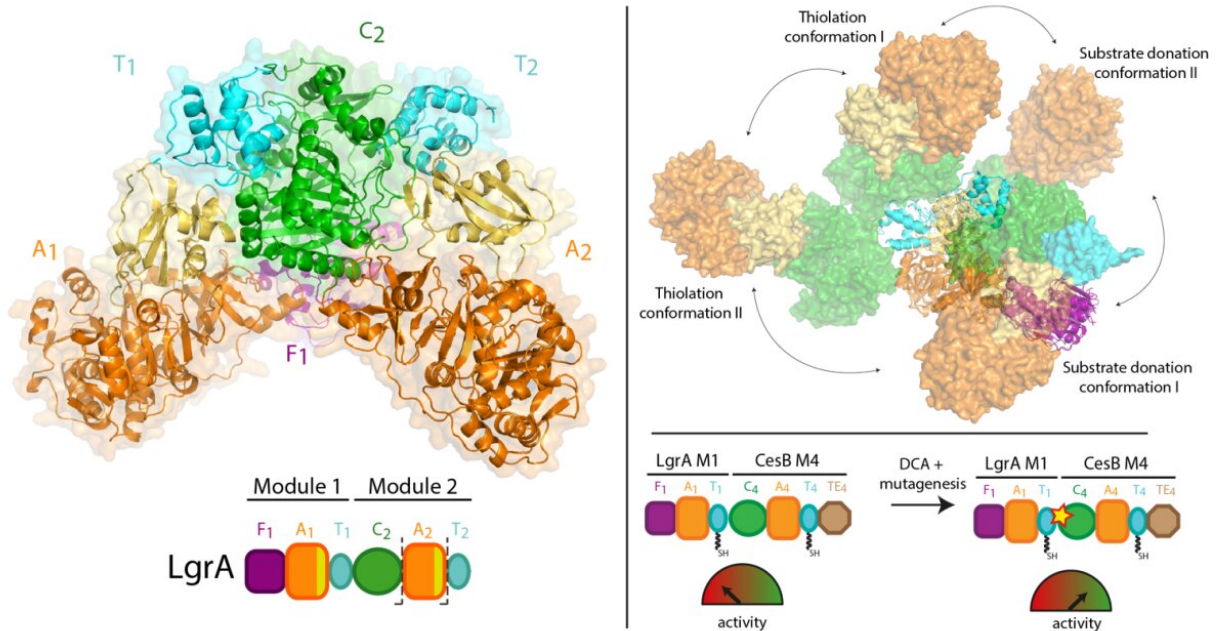 C2
T1
T2
A1
A2
F1
Module 1
Module 2
F1
A1
T1
C2
A2
T2
LgrA
Thiolation
conformation I
Substrate donation
conformation II
Thiolation
conformation II
Substrate donation
conformation I
LgrA M1
CesB M4
F1
A1
T1
C4
A4
T4
TE4
SH
SH
activity
DCA +
mutagenesis
LgrA M1
CesB M4
F1
A1
T1
C4
A4
T4
TE4
SH
SH
activity